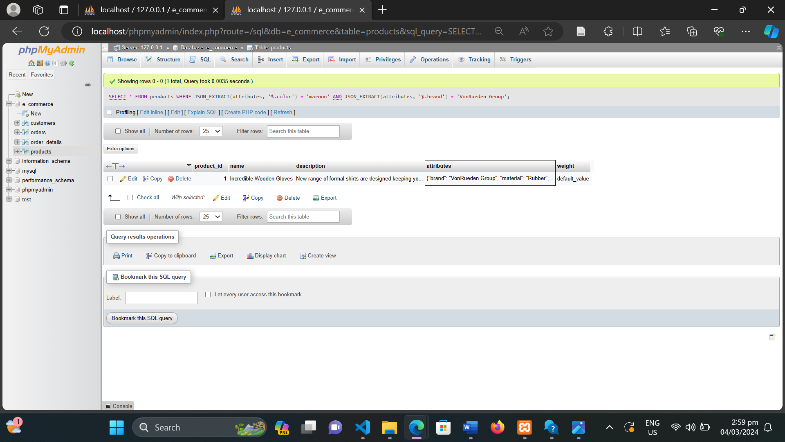 localhost / 127.0.0.1 / e_commerc
localhost / 127.0.0.1 / e_commerc
localhost/phpmyadmin/index.php?route=/sql&db=e_commerce&table=products&sql_query=SELECT...
phpMyAdmin
Recent Favorites
New
e_commerce
New
customers
orders
order_details
products
information_schema
mysql
performance_schema
phpmyadmin
test
Server: 127.0.0.1 » Database: e_commerce » Table: products
Browse Structure SQL Search Insert Export Import Privileges Operations Tracking Triggers
Showing rows 0 - 0 (1 total, Query took 0.0035 seconds.)
SELECT * FROM products WHERE JSON_EXTRACT(attributes, '$.color') = 'maroon' AND JSON_EXTRACT(attributes, '$.brand') = 'VonRueden Group';
Profiling [ Edit inline ] [ Edit ] [ Explain SQL ] [ Create PHP code ] [ Refresh ]
Show all Number of rows: 25 Filter rows: Search this table
Extra options
←T→ product_id name description attributes weight
Edit Copy Delete 1 Incredible Wooden Gloves New range of formal shirts are designed keeping yo... {"brand": "VonRueden Group", "material": "Rubber", default_value
Check all With selected: Edit Copy Delete Export
Show all Number of rows: 25 Filter rows: Search this table
Query results operations
Print Copy to clipboard Export Display chart Create view
Bookmark this SQL query
Label: Let every user access this bookmark
Bookmark this SQL query
Console
1
Search
ENG
US
2:59 pm
04/03/2024